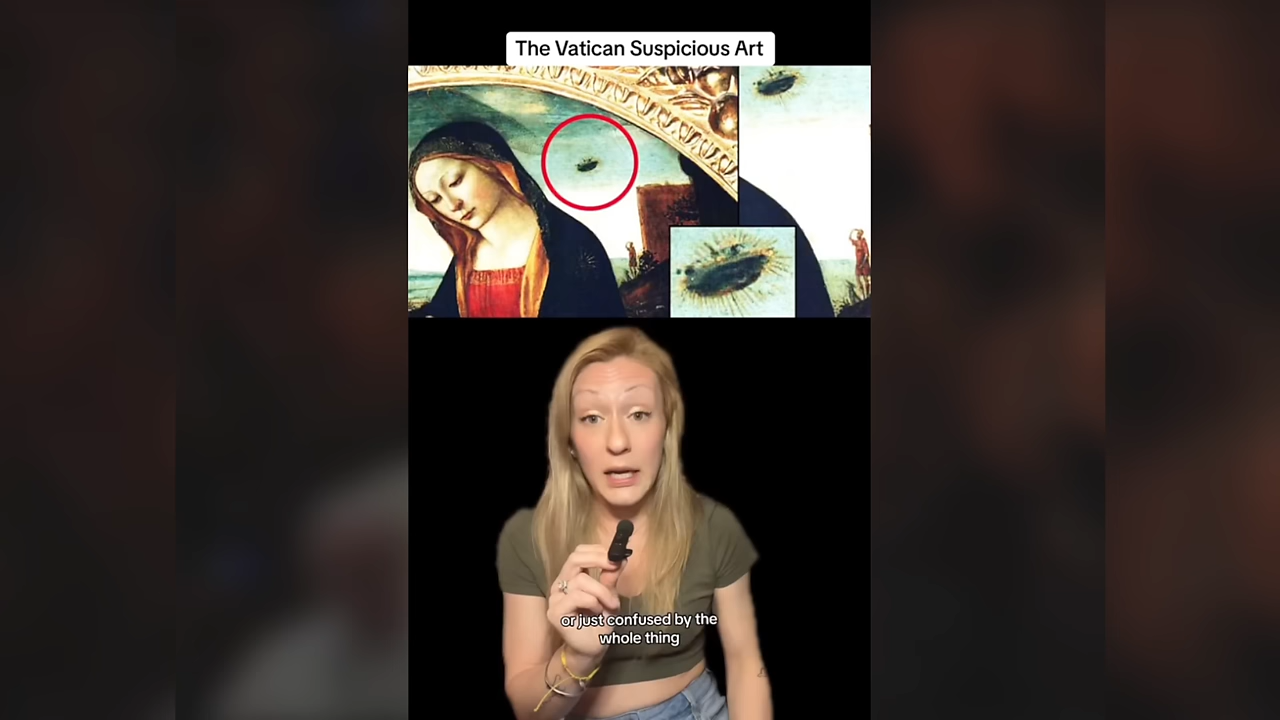 The Vatican Suspicious Art
or just confused by the
whole thing